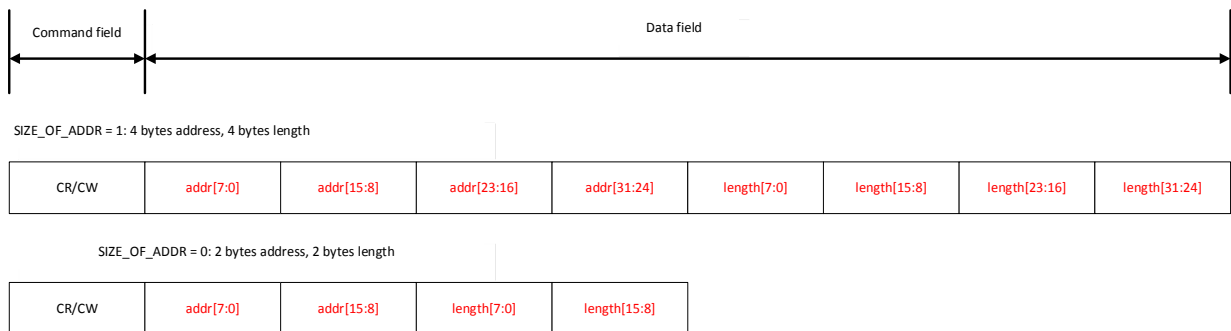 Command field
Data field
SIZE_OF_ADDR = 1: 4 bytes address, 4 bytes length
CR/CW addr[7:0] addr[15:8] addr[23:16] addr[31:24] length[7:0] length[15:8] length[23:16] length[31:24]
SIZE_OF_ADDR = 0: 2 bytes address, 2 bytes length
CR/CW addr[7:0] addr[15:8] length[7:0] length[15:8]